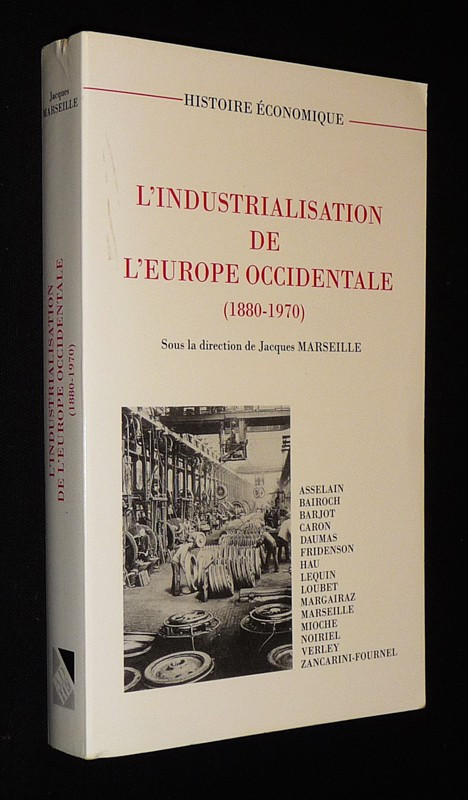 Jacques
MARSEILLE
L'INDUSTRIALISATION
DE L'EUROPE OCCIDENTALE
(1880-1970)
HISTOIRE ÉCONOMIQUE
L'INDUSTRIALISATION
DE
L'EUROPE OCCIDENTALE
(1880-1970)
Sous la direction de Jacques MARSEILLE
ASSELAIN
BAIROCH
BARJOT
CARON
DAUMAS
FRIDENSON
HAU
LEQUIN
LOUBET
MARGAIRAZ
MARSEILLE
MIOCHE
NOIRIEL
VERLEY
ZANCARINI-FOURNEL